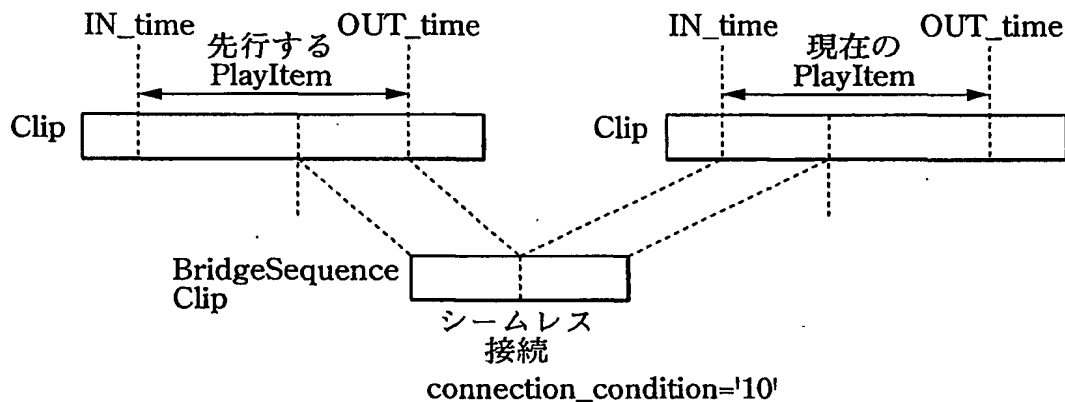 IN_time
OUT_time
先行する
PlayItem
Clip
IN_time
OUT_time
現在の
PlayItem
Clip
BridgeSequence
Clip
シームレス
接続
connection_condition='10'